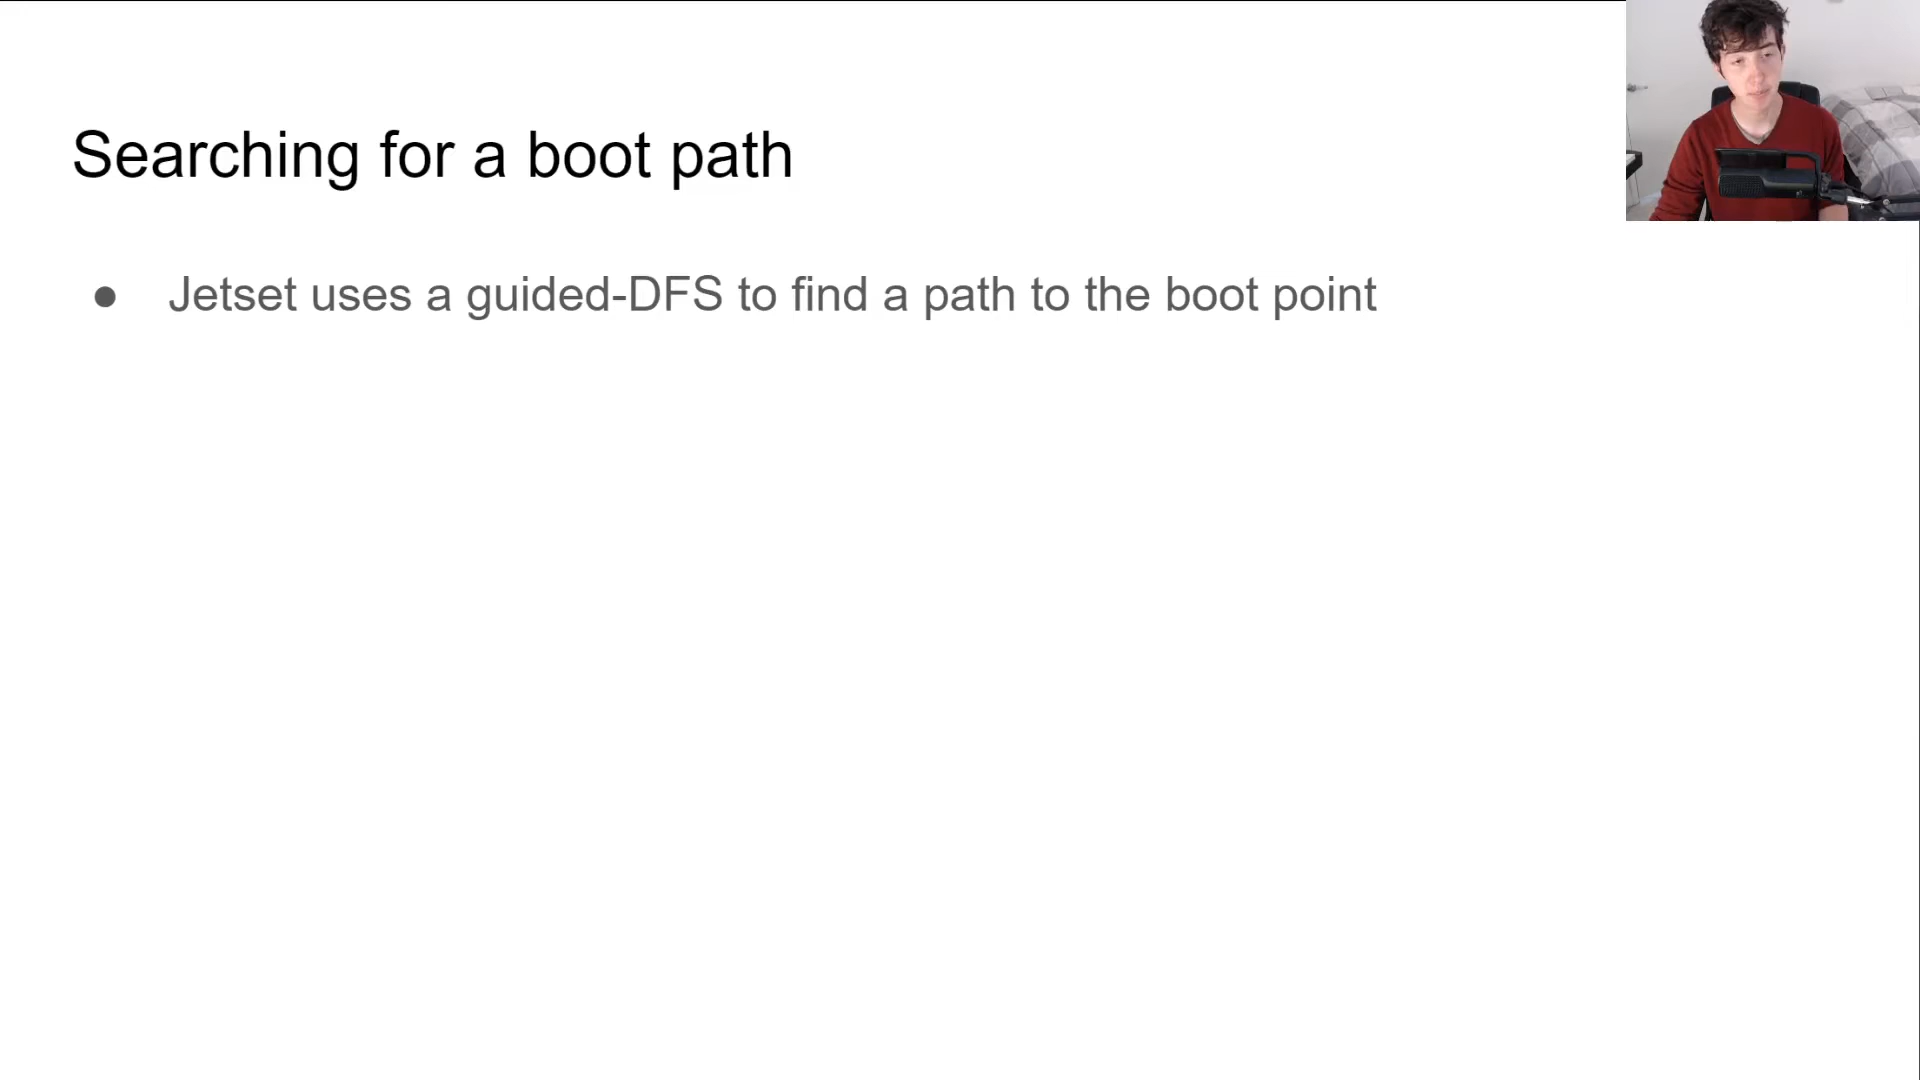 Searching for a boot path
● Jetset uses a guided-DFS to find a path to the boot point